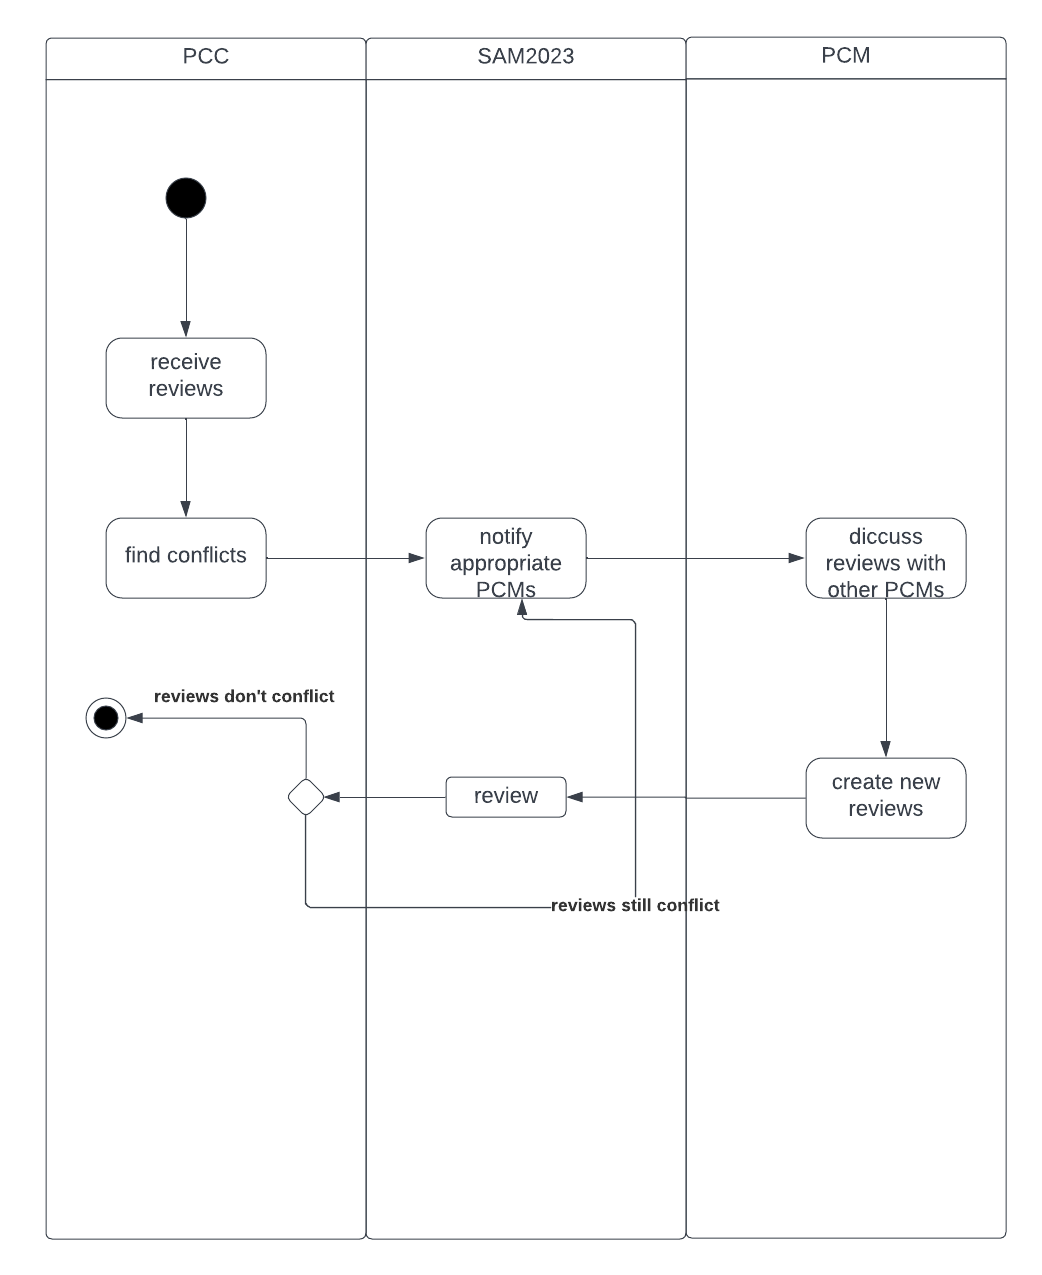 PCC
SAM2023
PCM
receive
reviews
find conflicts
notify
appropriate
PCMs
diccuss
reviews with
other PCMs
reviews don't conflict
review
create new
reviews
reviews still conflict